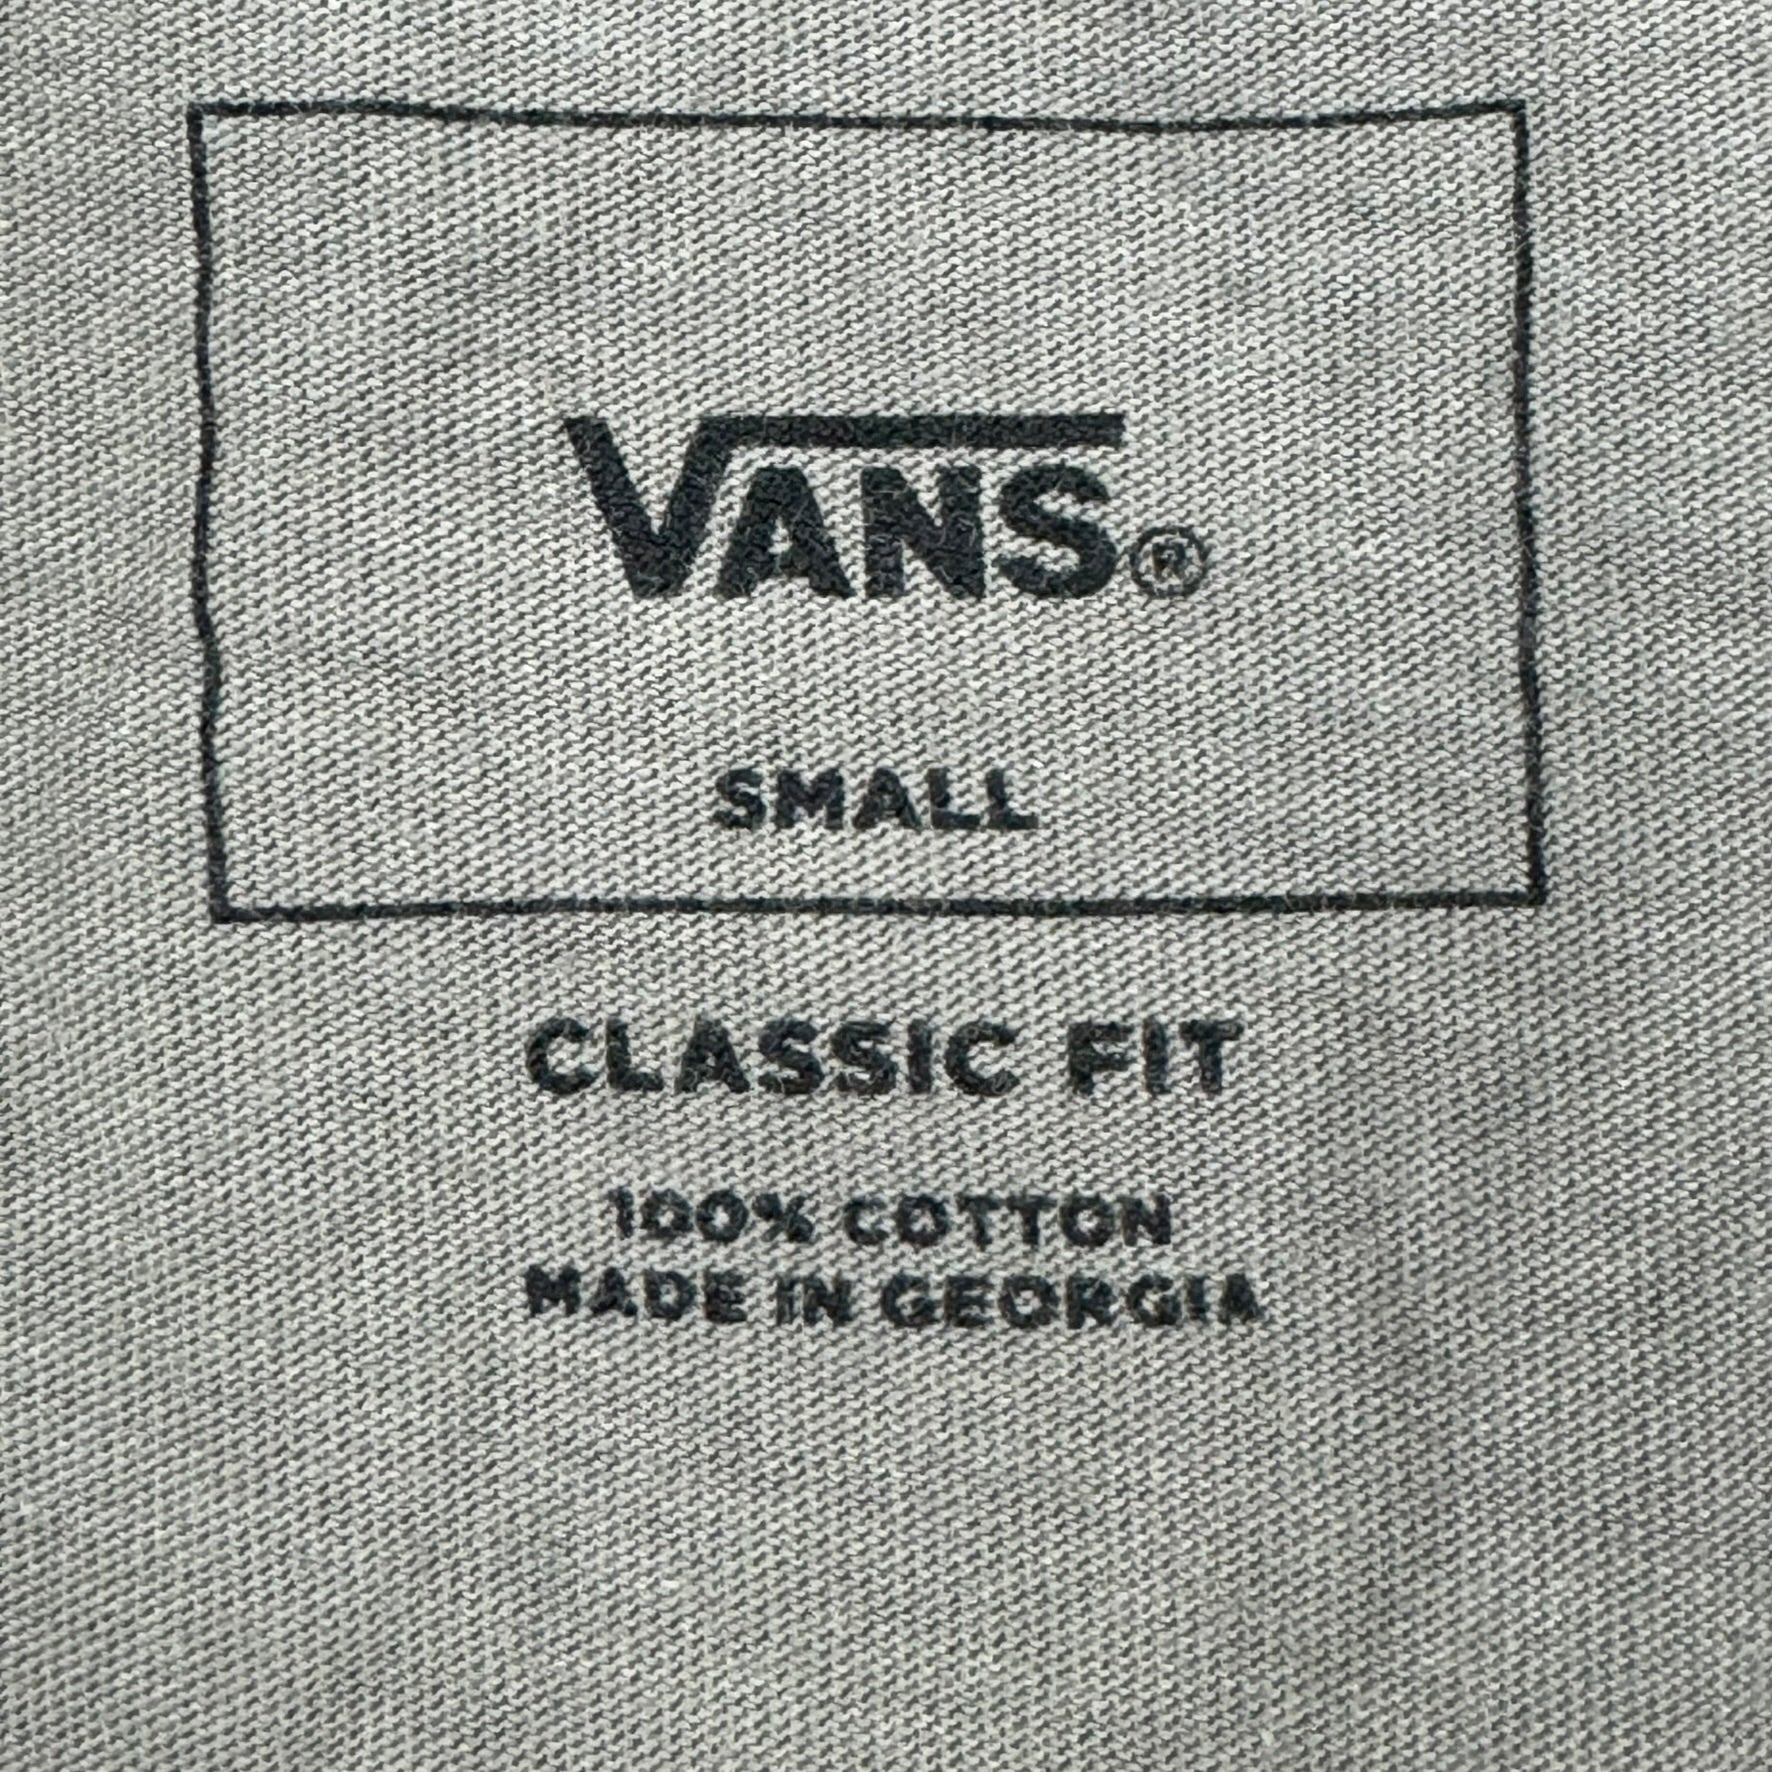 VANS®
SMALL
CLASSIC FIT
100% COTTON
MADE IN GEORGIA